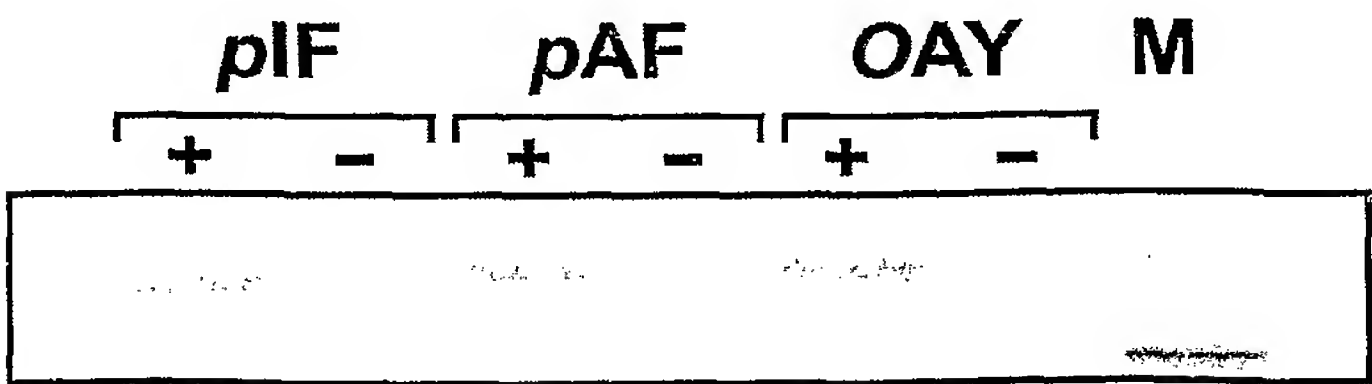 pIF pAF OAY M
+ − + − + −